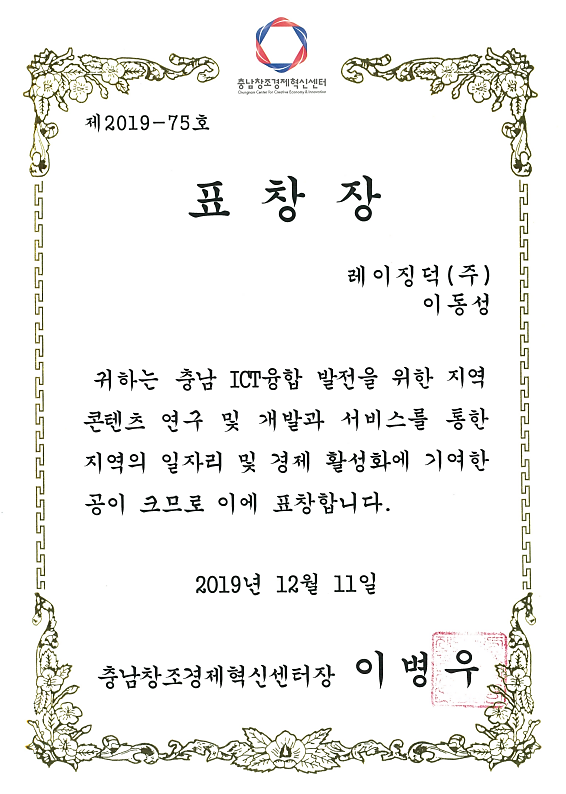 충남창조경제혁신센터
Chungnam Center for Creative Economy & Innovation
제2019-75호
표 창 장
레이징덕(주)
이동성
귀하는 충남 ICT융합 발전을 위한 지역
콘텐츠 연구 및 개발과 서비스를 통한
지역의 일자리 및 경제 활성화에 기여한
공이 크므로 이에 표창합니다.
2019년 12월 11일
충남창조경제혁신센터장 이 병 우